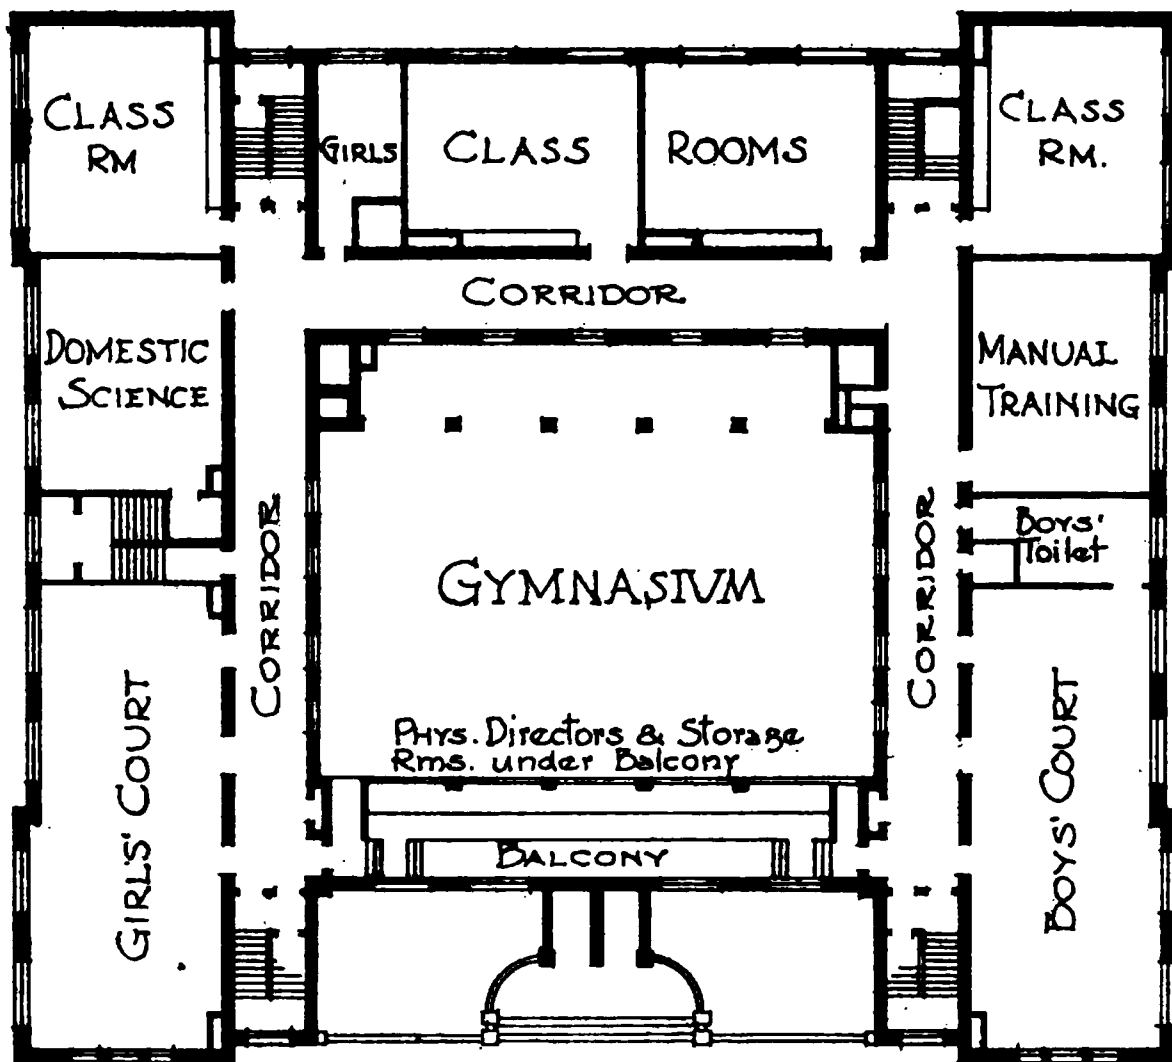 CLASS
RM
GIRLS
CLASS
ROOMS
CLASS
RM.
CORRIDOR
DOMESTIC
SCIENCE
MANUAL
TRAINING
CORRIDOR
GYMNASIUM
CORRIDOR
BOYS'
Toilet
GIRLS' COURT
PHYS. Directors & Storage
Rms. under Balcony
BOYS' COURT
BALCONY